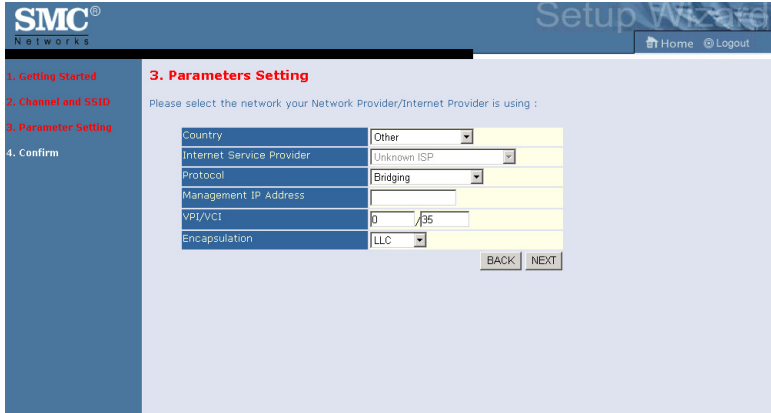 SMC®
Networks
Setup Wizard
Home Logout
1. Getting Started
2. Channel and SSID
3. Parameter Setting
4. Confirm
3. Parameters Setting
Please select the network your Network Provider/Internet Provider is using :
Country Other
Internet Service Provider Unknown ISP
Protocol Bridging
Management IP Address
VPI/VCI 0 /35
Encapsulation LLC
BACK NEXT